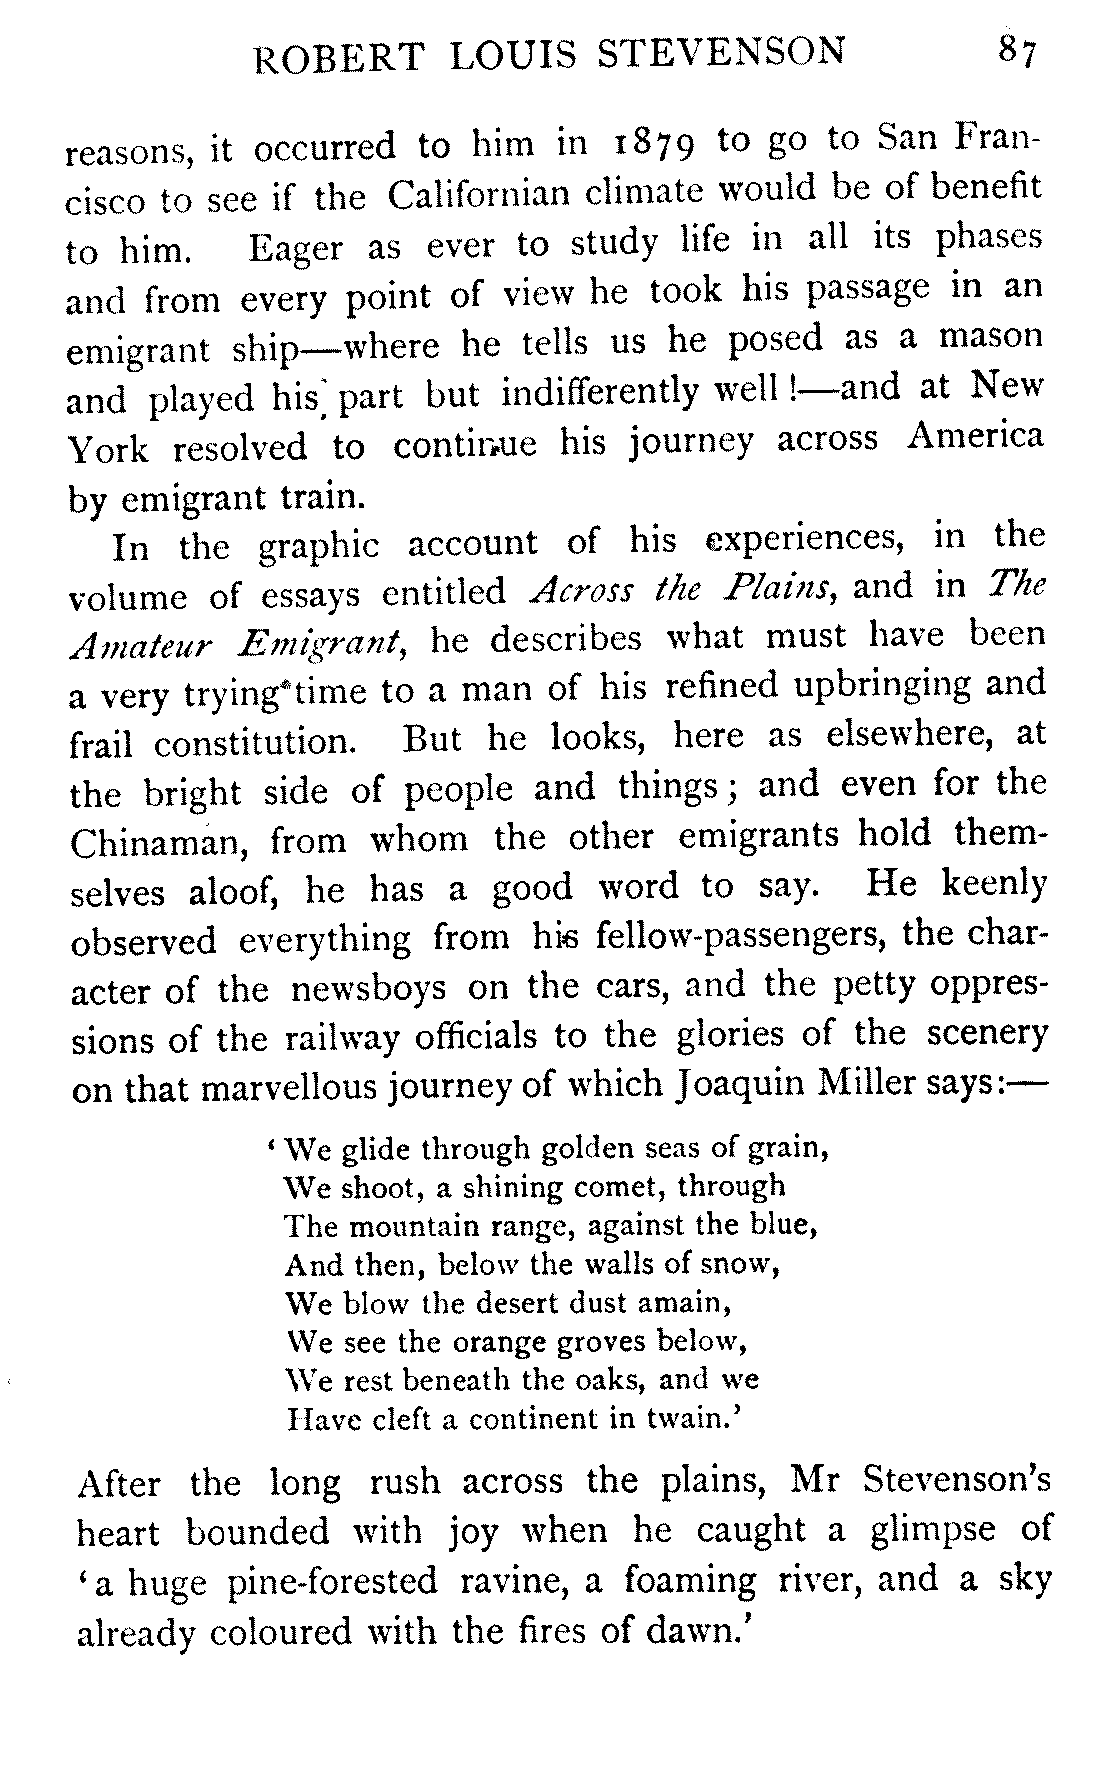 ROBERT LOUIS STEVENSON 87
reasons, it occurred to him in 1879 to go to San Fran-
cisco to see if the Californian climate would be of benefit
to him. Eager as ever to study life in all its phases
and from every point of view he took his passage in an
emigrant ship—where he tells us he posed as a mason
and played his part but indifferently well!—and at New
York resolved to continue his journey across America
by emigrant train.
In the graphic account of his experiences, in the
volume of essays entitled Across the Plains, and in The
Amateur Emigrant, he describes what must have been
a very trying time to a man of his refined upbringing and
frail constitution. But he looks, here as elsewhere, at
the bright side of people and things; and even for the
Chinaman, from whom the other emigrants hold them-
selves aloof, he has a good word to say. He keenly
observed everything from his fellow-passengers, the char-
acter of the newsboys on the cars, and the petty oppres-
sions of the railway officials to the glories of the scenery
on that marvellous journey of which Joaquin Miller says:—
‘We glide through golden seas of grain,
We shoot, a shining comet, through
The mountain range, against the blue,
And then, below the walls of snow,
We blow the desert dust amain,
We see the orange groves below,
We rest beneath the oaks, and we
Have cleft a continent in twain.’
After the long rush across the plains, Mr Stevenson's
heart bounded with joy when he caught a glimpse of
‘a huge pine-forested ravine, a foaming river, and a sky
already coloured with the fires of dawn.’